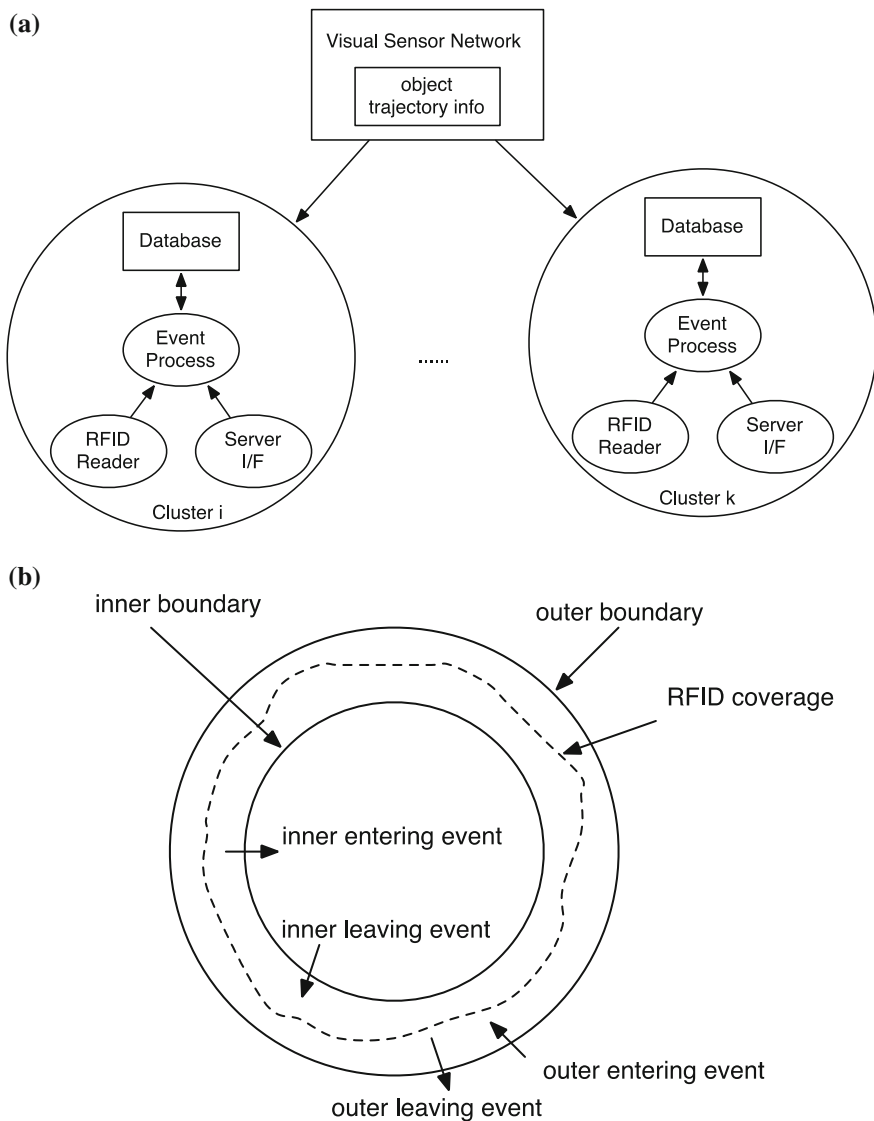 (a)
Visual Sensor Network
object
trajectory info
Database
Event
Process
RFID
Reader
Server
I/F
Cluster i
......
Database
Event
Process
RFID
Reader
Server
I/F
Cluster k
(b)
inner boundary
outer boundary
RFID coverage
inner entering event
inner leaving event
outer entering event
outer leaving event